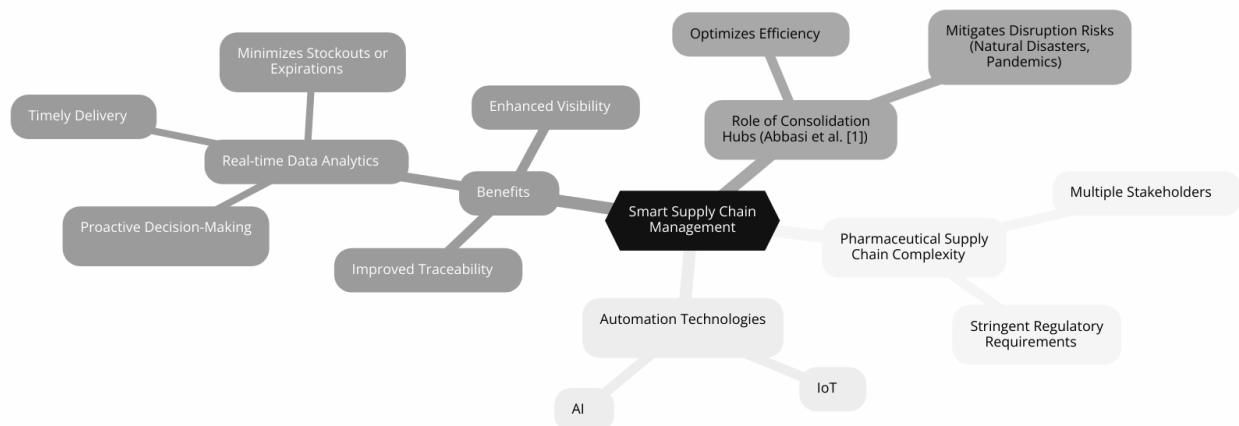 Optimizes Efficiency
Mitigates Disruption Risks
(Natural Disasters,
Pandemics)
Minimizes Stockouts or
Expirations
Enhanced Visibility
Timely Delivery
Role of Consolidation
Hubs (Abbasi et al. [1])
Real-time Data Analytics
Benefits
Multiple Stakeholders
Smart Supply Chain
Management
Proactive Decision-Making
Pharmaceutical Supply
Chain Complexity
Improved Traceability
Automation Technologies
Stringent Regulatory
Requirements
IoT
AI